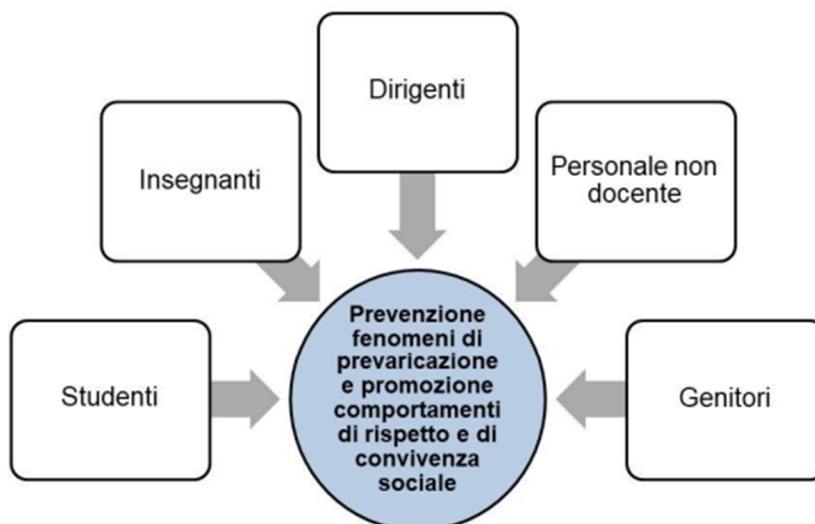 Dirigenti
Insegnanti
Personale non
docente
Studenti
Prevenzione
fenomeni di
prevaricazione
e promozione
comportamenti
di rispetto e di
convivenza
sociale
Genitori